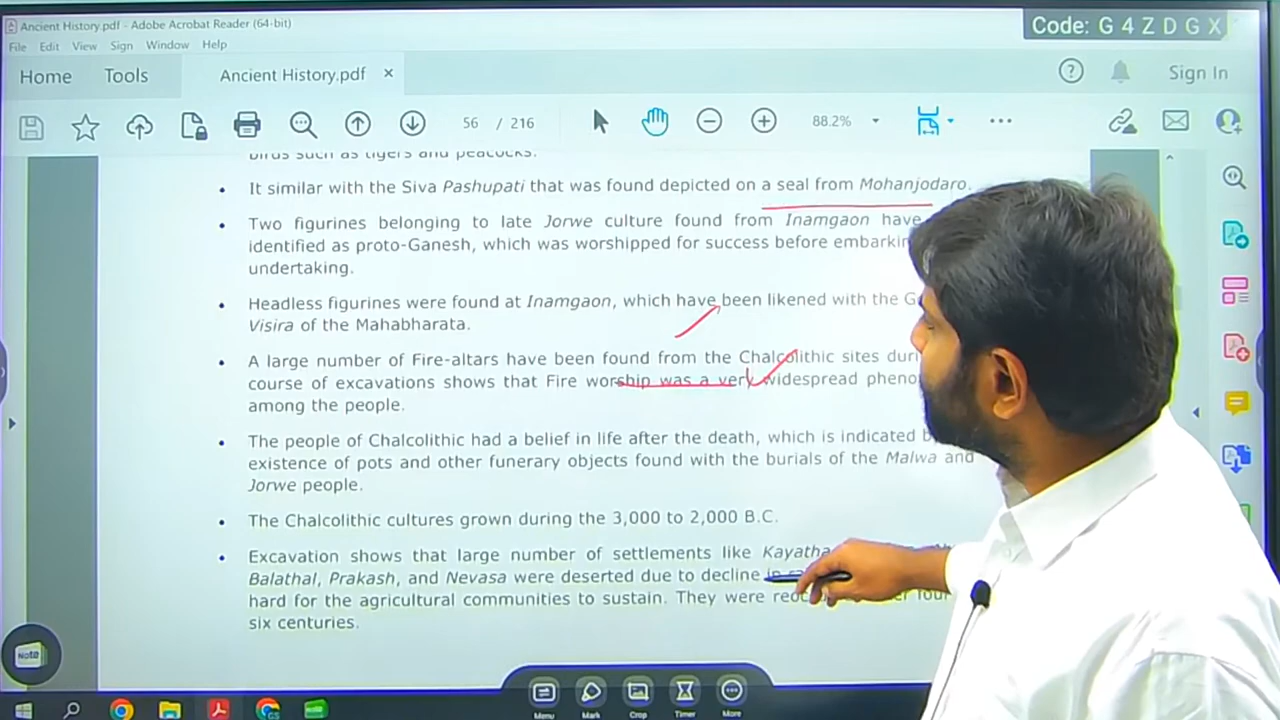 Ancient History.pdf - Adobe Acrobat Reader (64-bit)
Code: G 4 Z D G X
File Edit View Sign Window Help
Home Tools Ancient History.pdf × Sign In
56 / 216 88.2%
birds such as tigers and peacocks.
• It similar with the Siva Pashupati that was found depicted on a seal from Mohanjodaro.
• Two figurines belonging to late Jorwe culture found from Inamgaon have
identified as proto-Ganesh, which was worshipped for success before
undertaking.
• Headless figurines were found at Inamgaon, which have been likened with the
Visira of the Mahabharata.
• A large number of Fire-altars have been found from the Chalcolithic sites
course of excavations shows that Fire worship was a very widespread
among the people.
• The people of Chalcolithic had a belief in life after the death, which is indicated
existence of pots and other funerary objects found with the burials of the Malwa and
Jorwe people.
• The Chalcolithic cultures grown during the 3,000 to 2,000 B.C.
• Excavation shows that large number of settlements like Kayatha
Balathal, Prakash, and Nevasa were deserted due to decline in
hard for the agricultural communities to sustain. They were four
six centuries.
Note
Menu Mark Crop Timer More